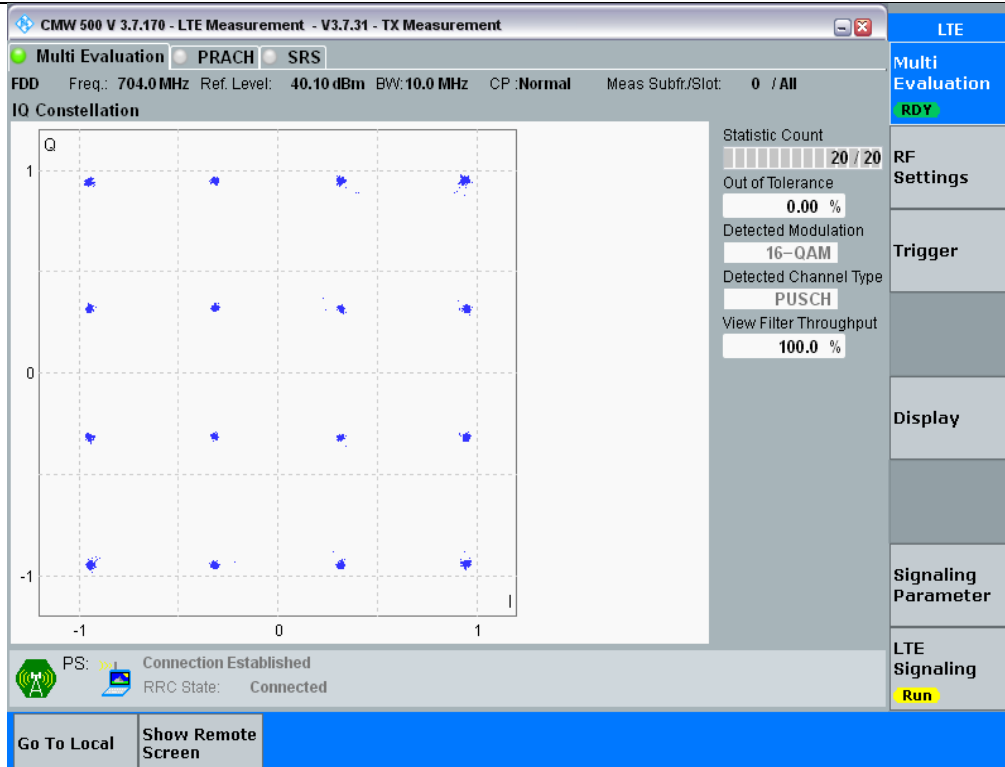 CMW 500 V 3.7.170 - LTE Measurement - V3.7.31 - TX Measurement
LTE
Multi Evaluation PRACH SRS
Multi
Evaluation
RDY
FDD Freq.: 704.0 MHz Ref. Level: 40.10 dBm BW: 10.0 MHz CP : Normal Meas Subfr./Slot: 0 / All
IQ Constellation
Q
1
0
-1
-1 0 1
I
Statistic Count
20 / 20
Out of Tolerance
0.00 %
Detected Modulation
16-QAM
Detected Channel Type
PUSCH
View Filter Throughput
100.0 %
RF
Settings
Trigger
Display
Signaling
Parameter
LTE
Signaling
Run
PS: Connection Established
RRC State: Connected
Go To Local
Show Remote
Screen